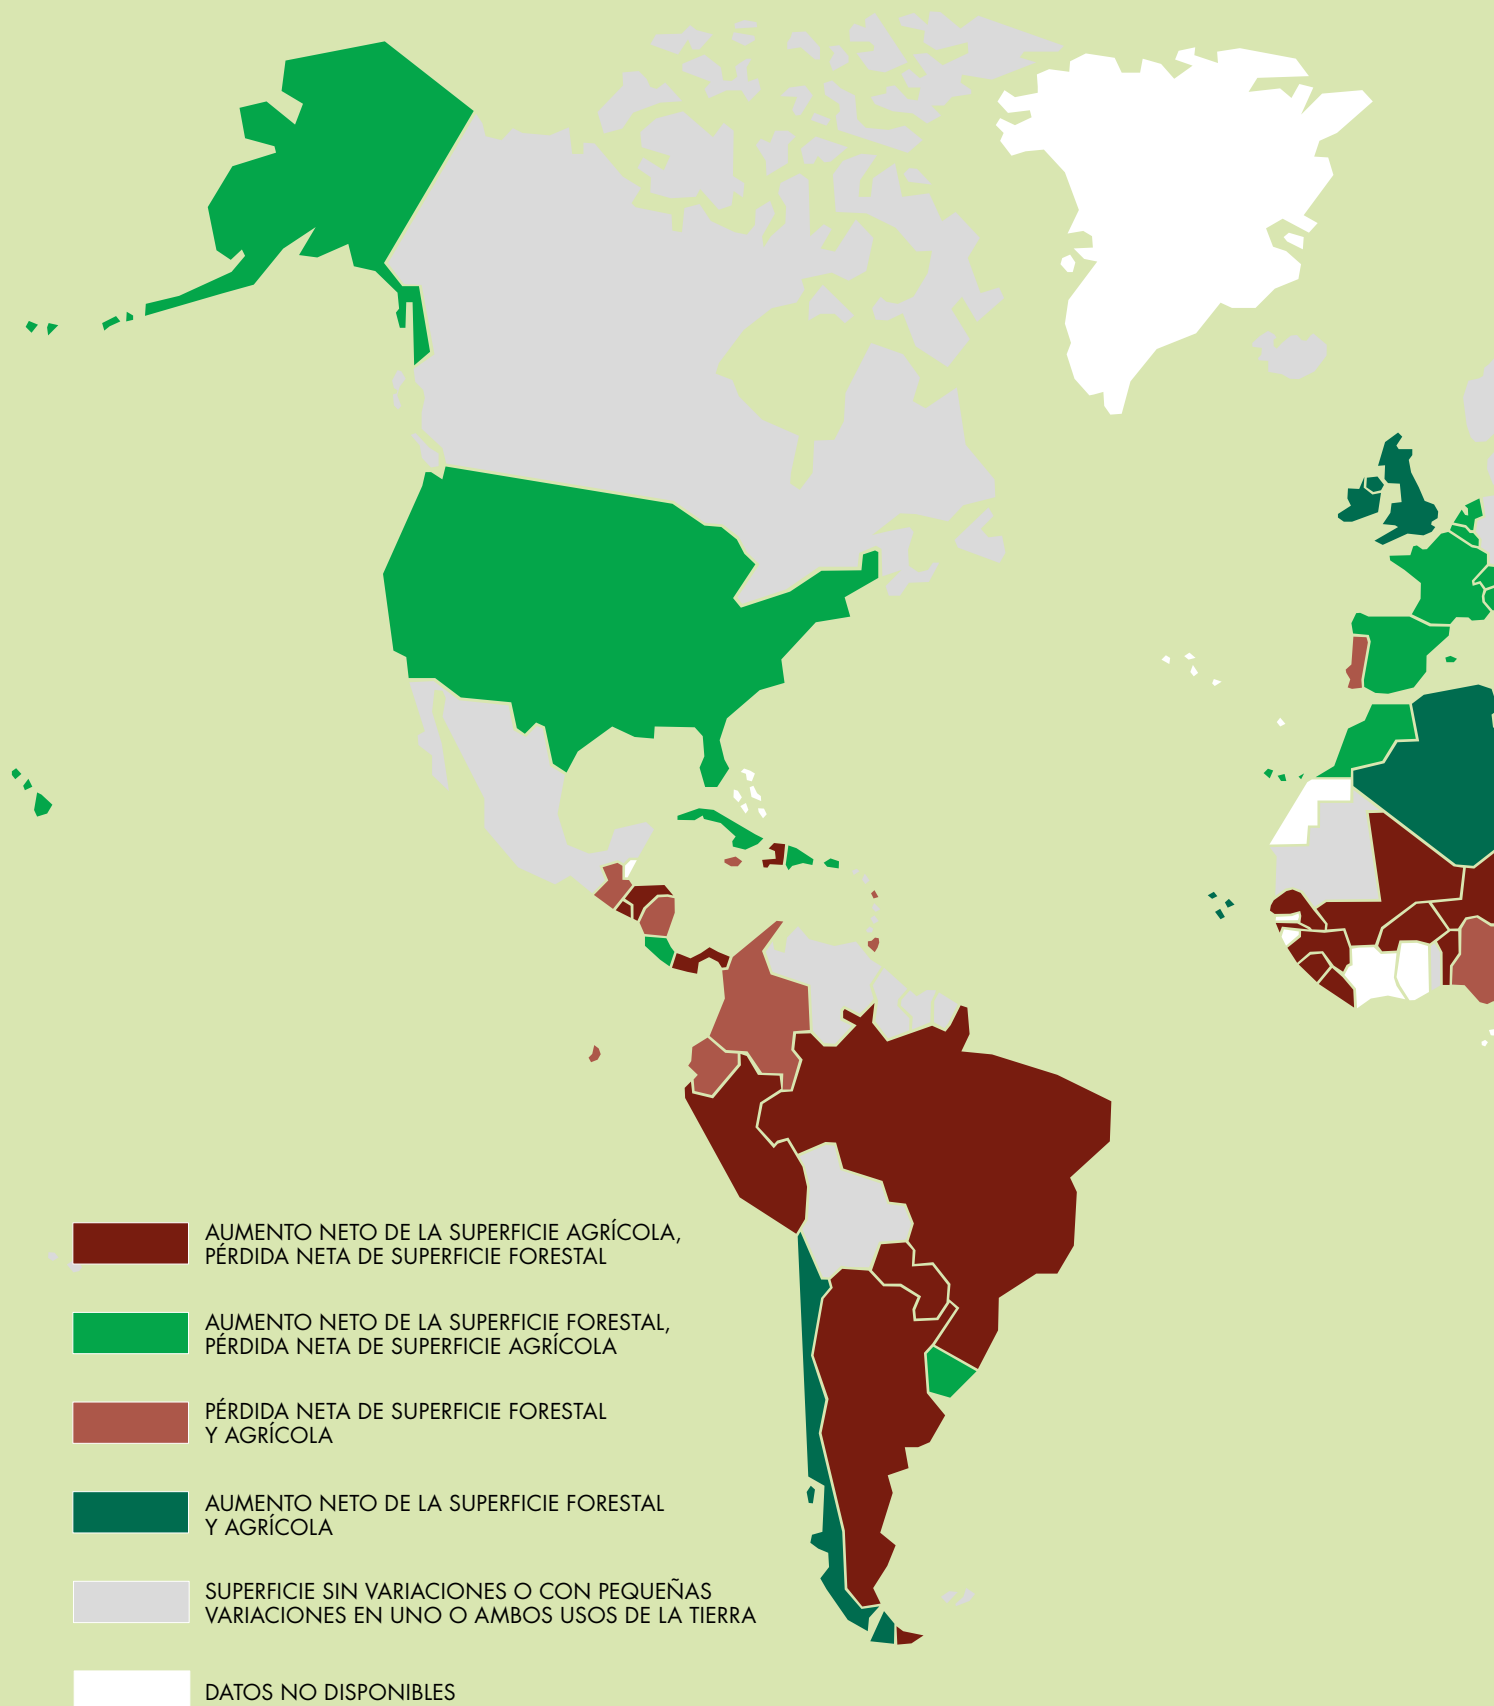 AUMENTO NETO DE LA SUPERFICIE AGRÍCOLA,
PÉRDIDA NETA DE SUPERFICIE FORESTAL
AUMENTO NETO DE LA SUPERFICIE FORESTAL,
PÉRDIDA NETA DE SUPERFICIE AGRÍCOLA
PÉRDIDA NETA DE SUPERFICIE FORESTAL
Y AGRÍCOLA
AUMENTO NETO DE LA SUPERFICIE FORESTAL
Y AGRÍCOLA
SUPERFICIE SIN VARIACIONES O CON PEQUEÑAS
VARIACIONES EN UNO O AMBOS USOS DE LA TIERRA
DATOS NO DISPONIBLES